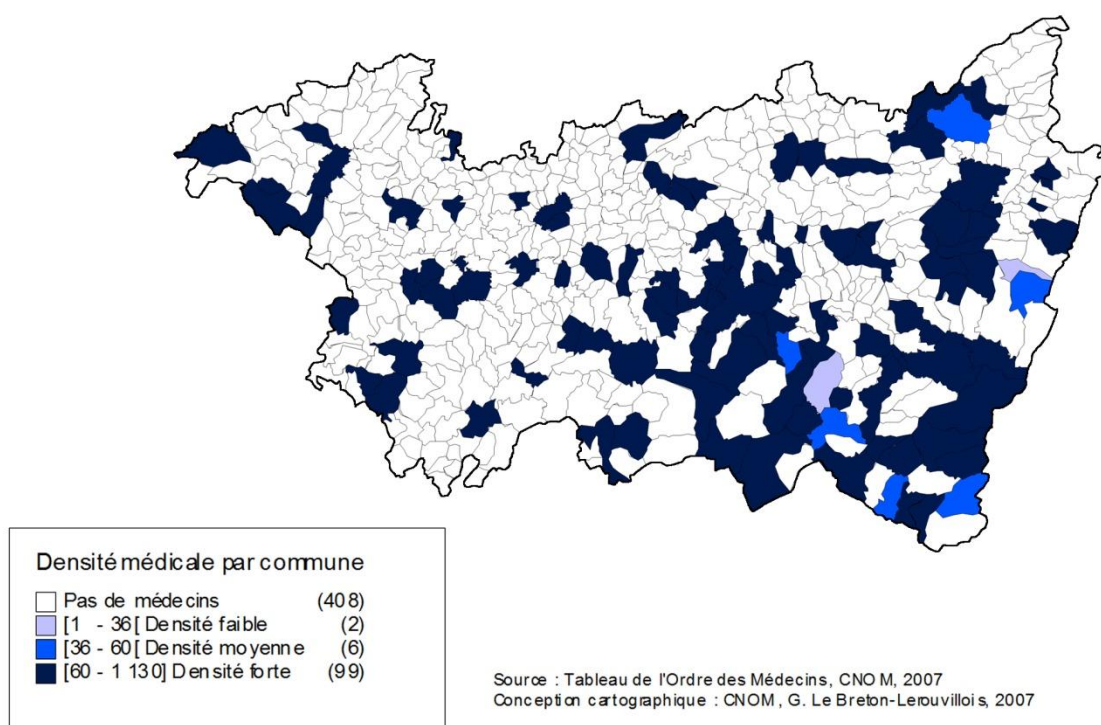 Densité médicale par commune
Pas de médecins (408)
[1 - 36[ Densité faible (2)
[36 - 60[ Densité moyenne (6)
[60 - 1 130] Densité forte (99)
Source : Tableau de l'Ordre des Médecins, CNOM, 2007
Conception cartographique : CNOM, G. Le Breton-Lerouvillois, 2007